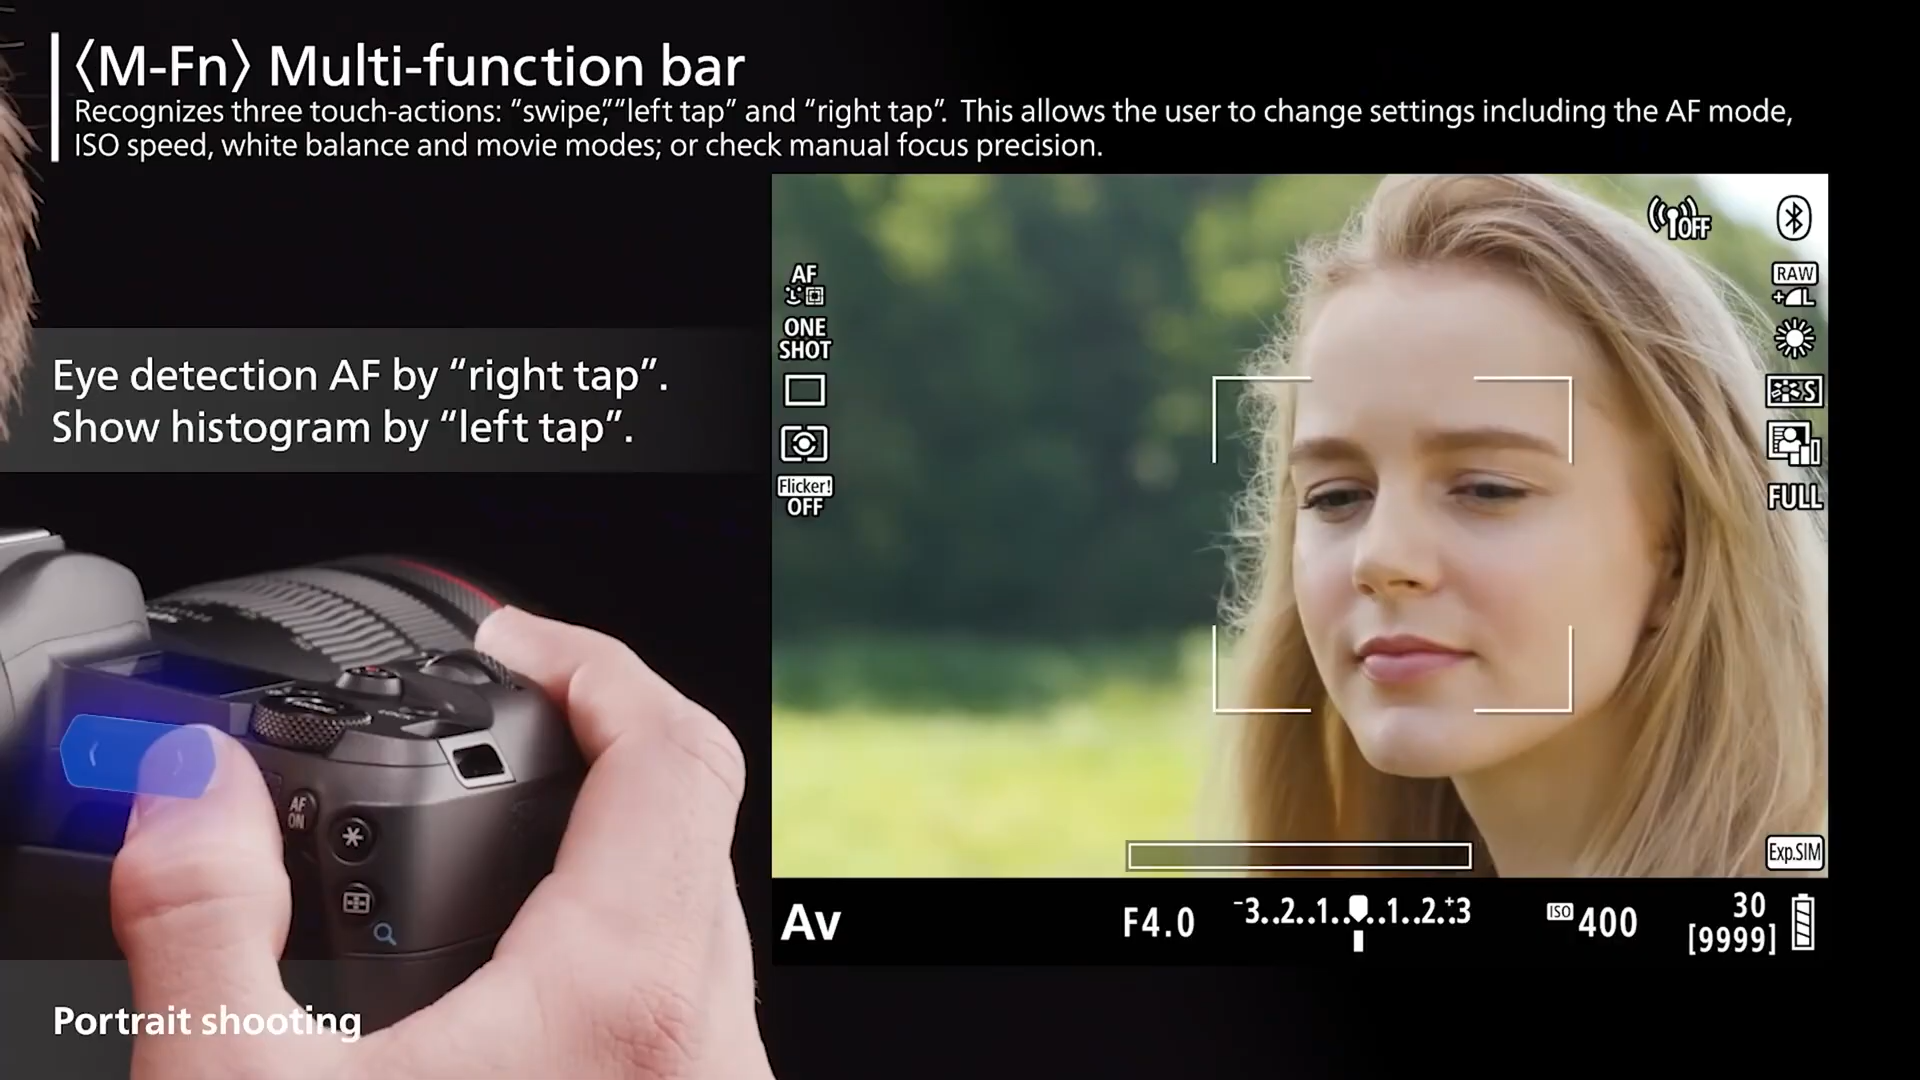 〈M-Fn〉 Multi-function bar
Recognizes three touch-actions: “swipe”,“left tap” and “right tap”. This allows the user to change settings including the AF mode,
ISO speed, white balance and movie modes; or check manual focus precision.
Eye detection AF by “right tap”.
Show histogram by “left tap”.
AF
ON
Portrait shooting
AF
ONE
SHOT
Flicker!
OFF
OFF
RAW
+L
S
FULL
Exp.SIM
Av
F4.0
-3..2..1..●..1..2.+3
ISO 400
30
[9999]